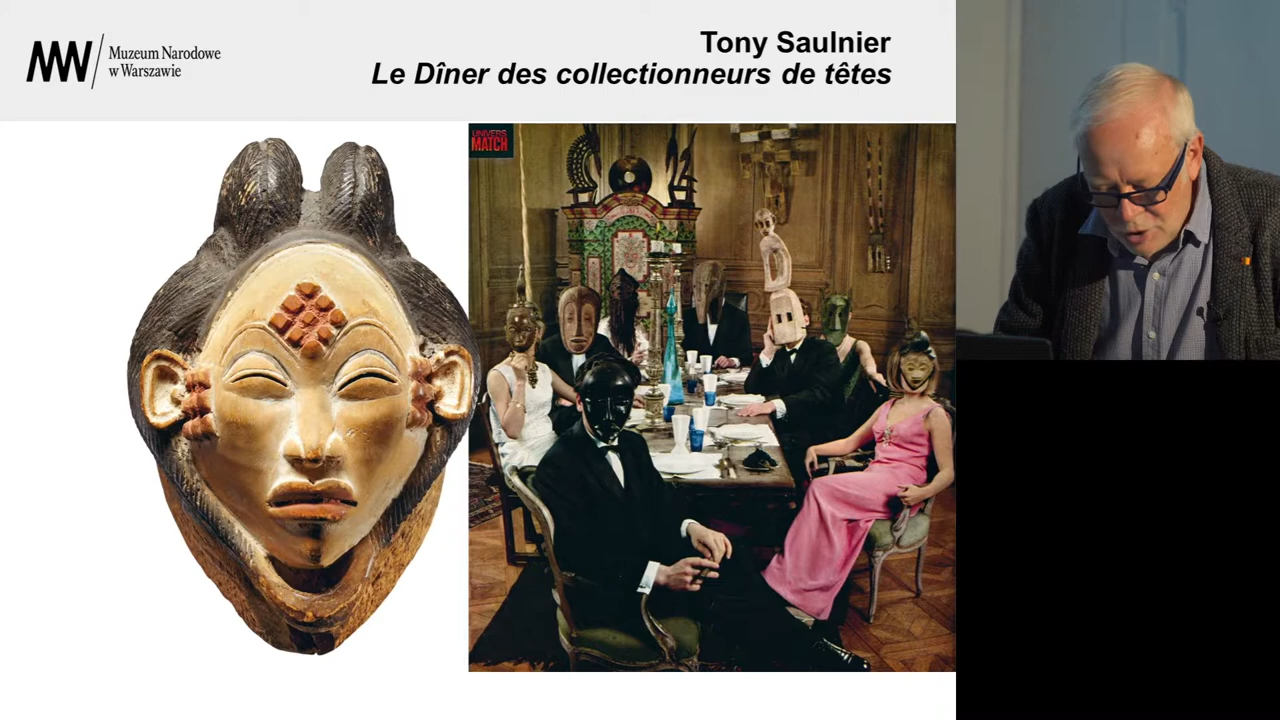 MW
Muzeum Narodowe
w Warszawie
Tony Saulnier
Le Dîner des collectionneurs de têtes
UNIVERS
MATCH